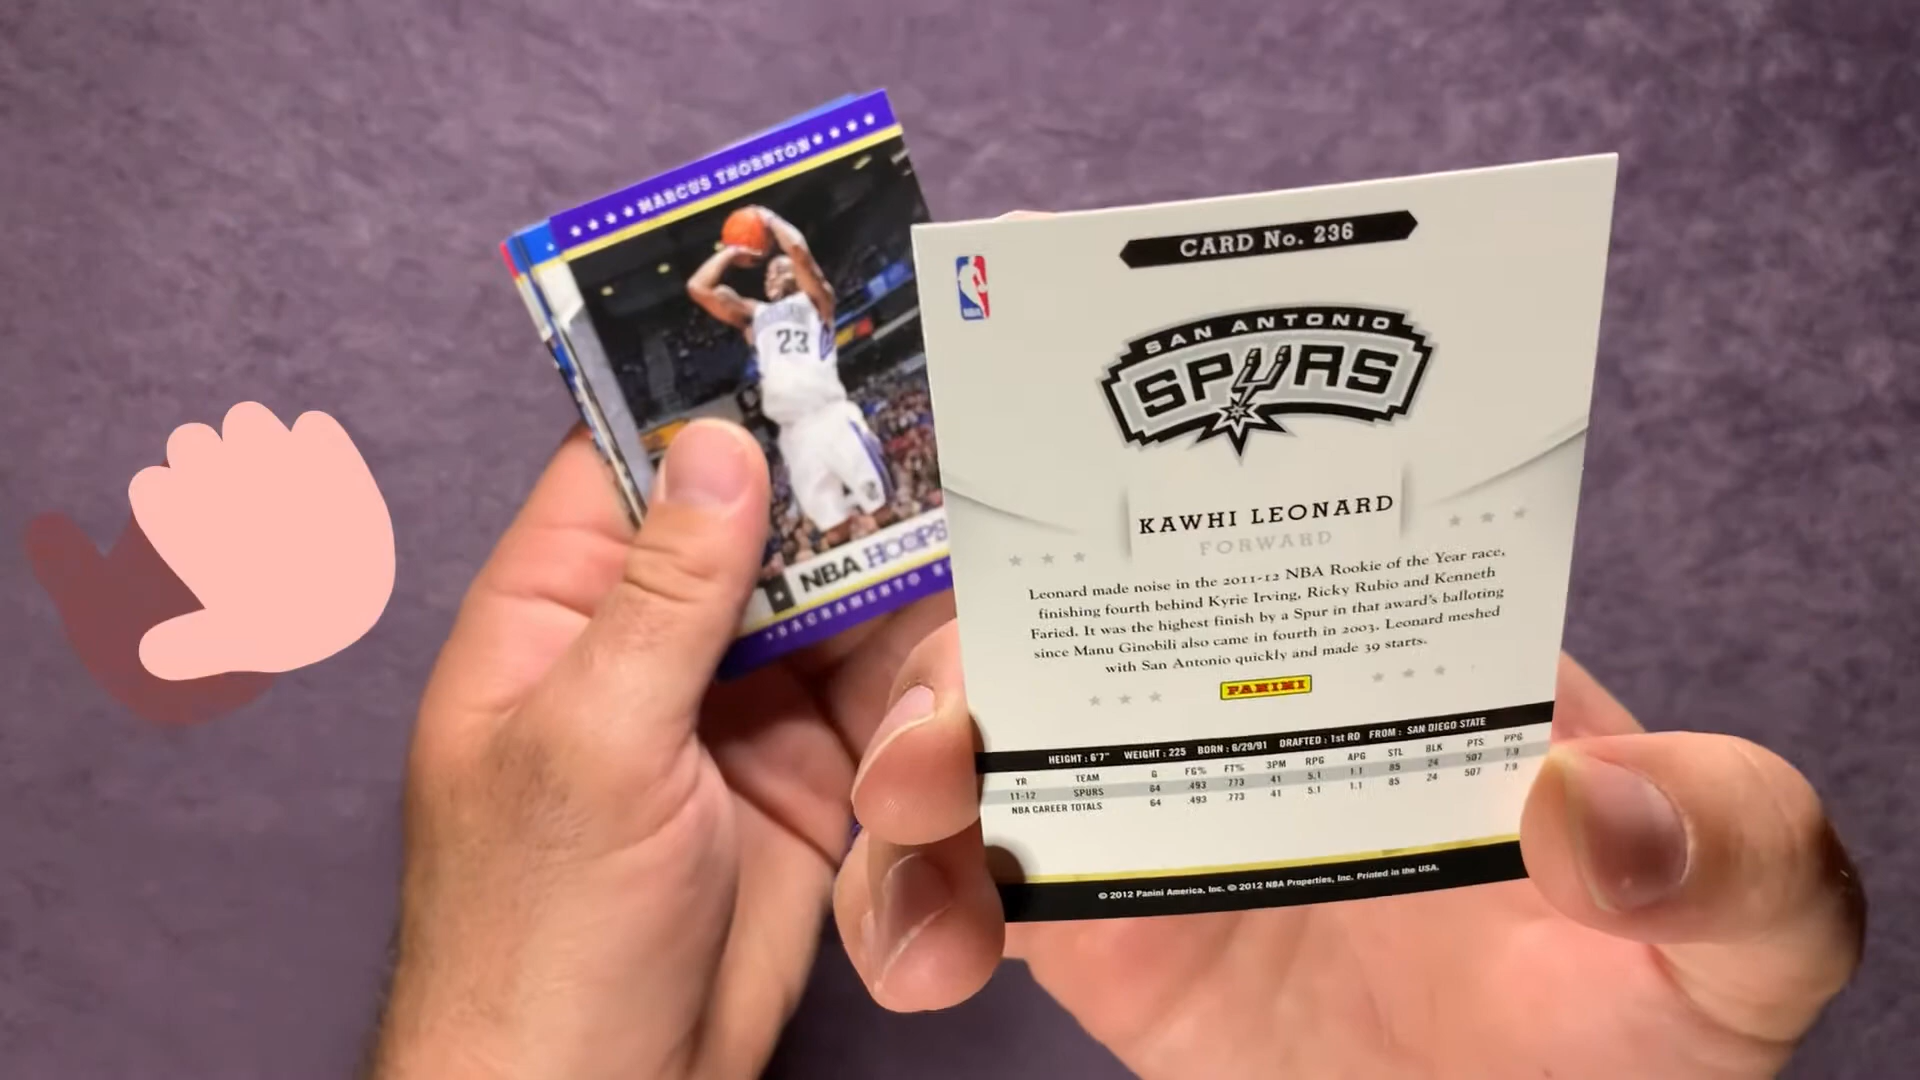 MARCUS THORNTON
23
NBA HOOPS
SACRAMENTO
CARD No. 236
NBA
SAN ANTONIO
SPURS
KAWHI LEONARD
FORWARD
Leonard made noise in the 2011-12 NBA Rookie of the Year race,
finishing fourth behind Kyrie Irving, Ricky Rubio and Kenneth
Faried. It was the highest finish by a Spur in that award's balloting
since Manu Ginobili also came in fourth in 2003. Leonard meshed
with San Antonio quickly and made 39 starts.
PANINI
HEIGHT : 6'7" WEIGHT : 225 BORN : 6/29/91 DRAFTED : 1st RD FROM : SAN DIEGO STATE
YR TEAM G FG% FT% 3PM RPG APG STL BLK PTS PPG
11-12 SPURS 64 .493 .773 41 5.1 1.1 85 24 507 7.9
NBA CAREER TOTALS 64 .493 .773 41 5.1 1.1 85 24 507 7.9
© 2012 Panini America, Inc. © 2012 NBA Properties, Inc. Printed in the USA.